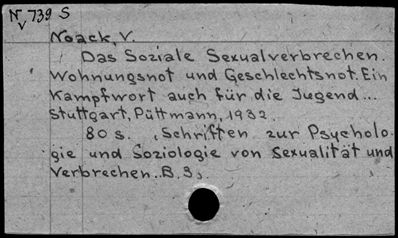 N 739 S
v
Noack, V.
Das Soziale Sexualverbrechen.
Wohnungsnot und Geschlechtsnot. Ein
Kampfwort auch für die Jugend...
Stuttgart, Püttmann, 1932.
80 s. (Schriften zur Psycholo-
gie und Soziologie von Sexualität und
Verbrechen. B. 3)